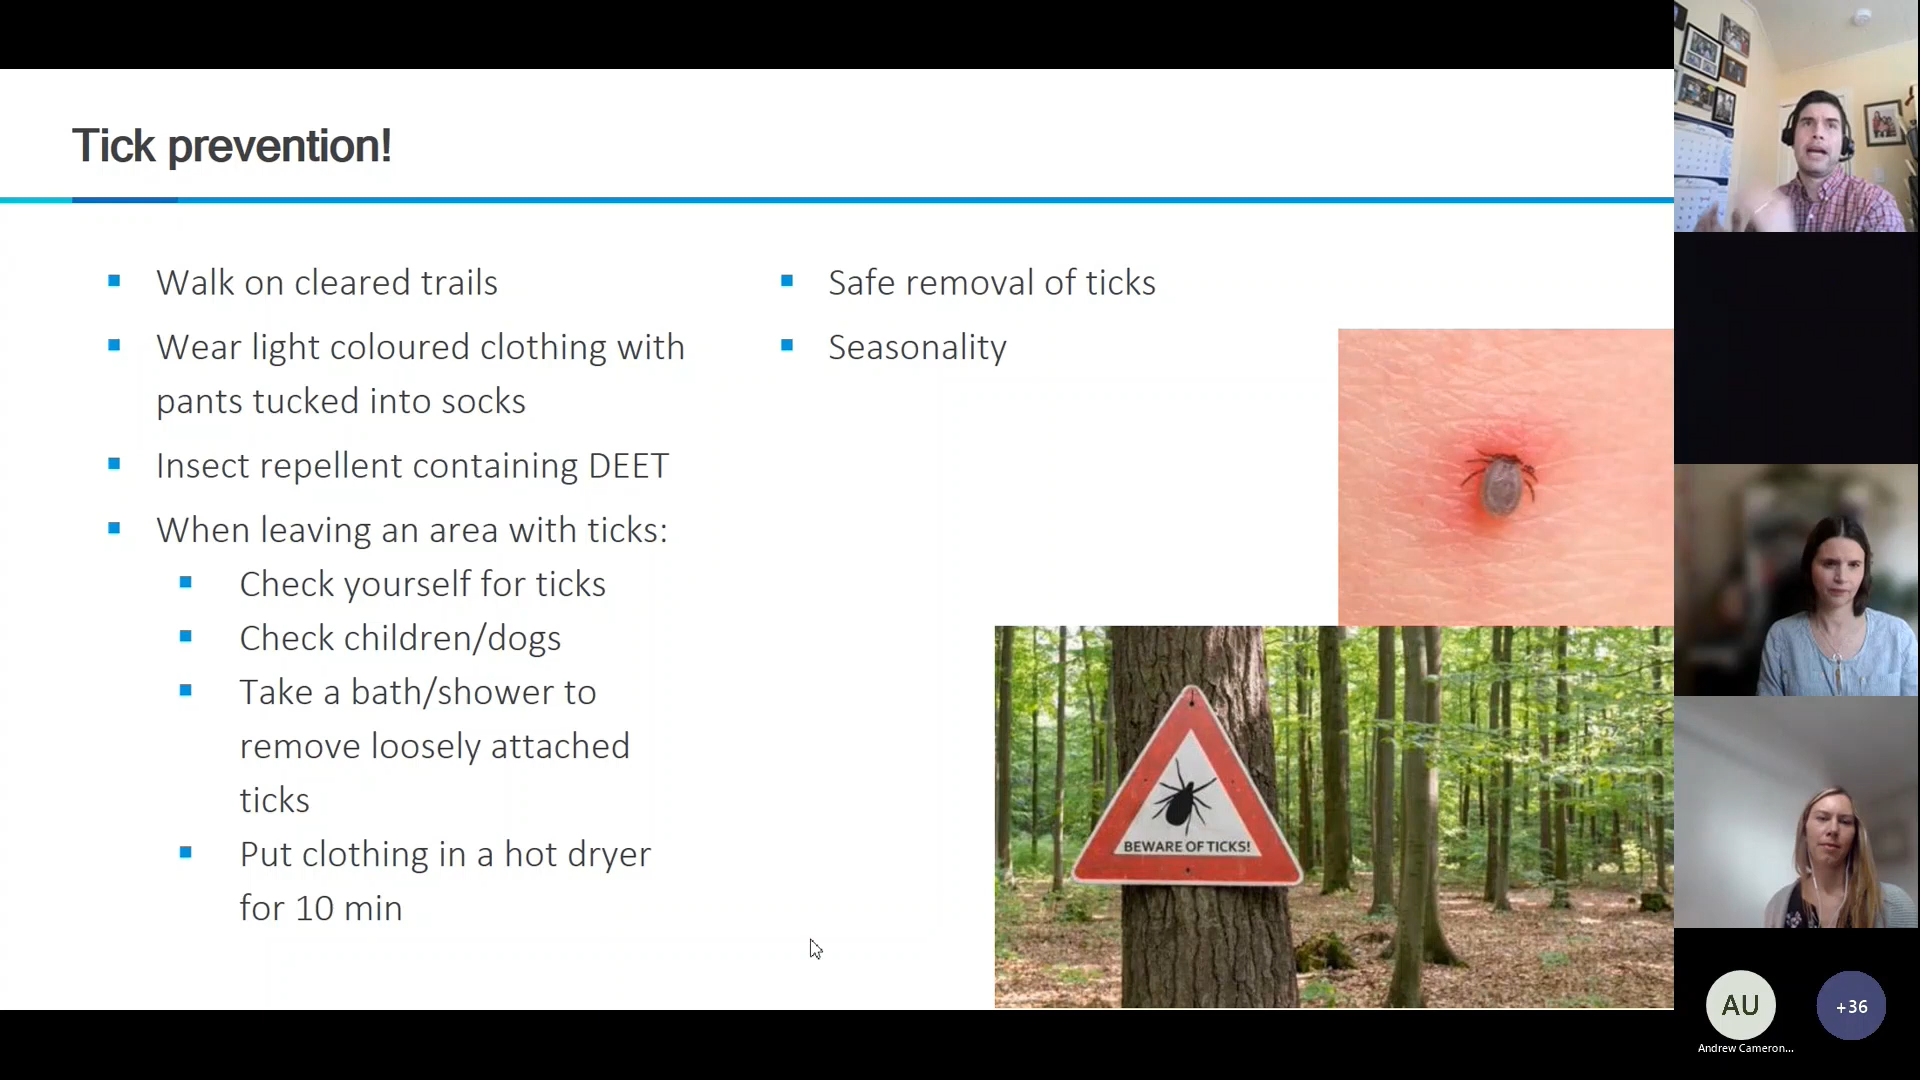 Tick prevention!
Walk on cleared trails
Wear light coloured clothing with
pants tucked into socks
Insect repellent containing DEET
When leaving an area with ticks:
Check yourself for ticks
Check children/dogs
Take a bath/shower to
remove loosely attached
ticks
Put clothing in a hot dryer
for 10 min
Safe removal of ticks
Seasonality
BEWARE OF TICKS!
AU
+36
Andrew Cameron...